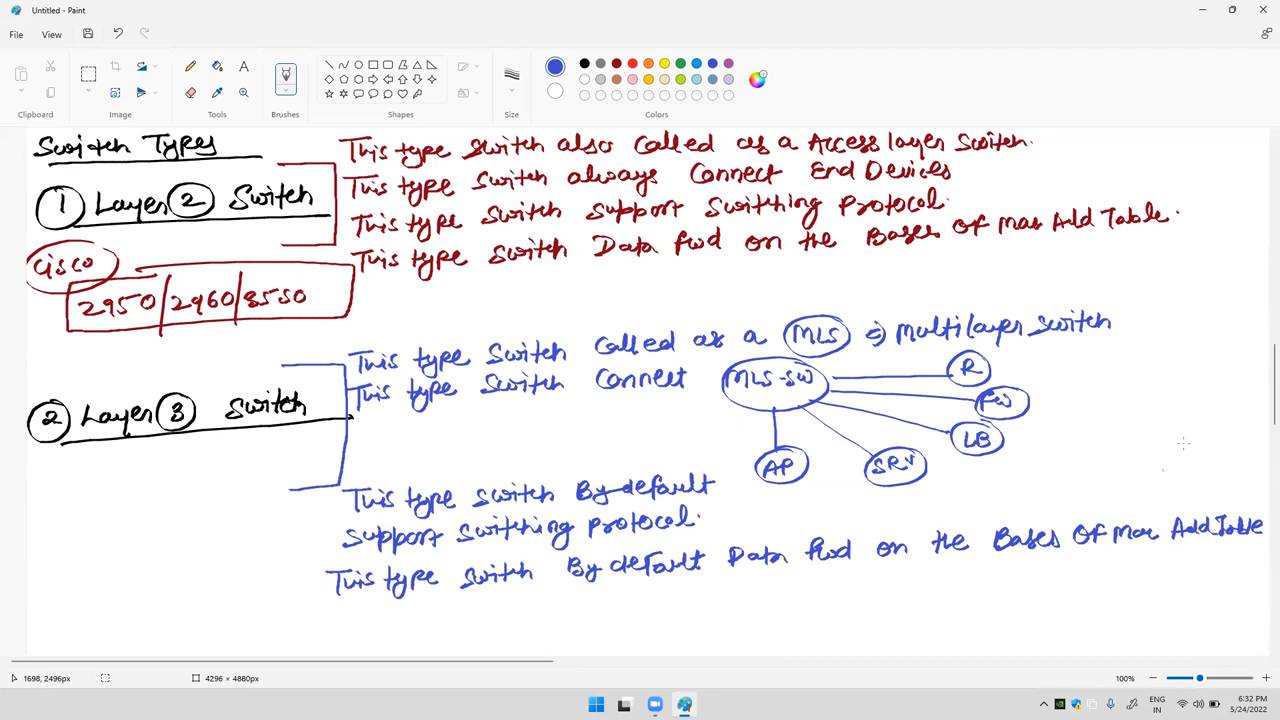 Untitled - Paint
File View
Clipboard Image Tools Brushes Shapes Size Colors
Switch Types
This type switch also Called as a Access layer Switch.
① Layer ② Switch
This type Switch always Connect End Devices
This type Switch Support Switching Protocol.
This type Switch Data fwd on the Bases of Mac Add Table.
Cisco
2950/2960/3550
This type Switch Called as a MLS ⇒ Multilayer Switch
This type Switch Connect MLS-SW
R
FW
LB
SRV
AP
② Layer ③ Switch
This type Switch By default
Support Switching Protocol.
This type Switch By default Data fwd on the Bases Of Mac Add Table
1698, 2496px 4296 × 4880px 100%
ENG
IN
6:32 PM
5/24/2022